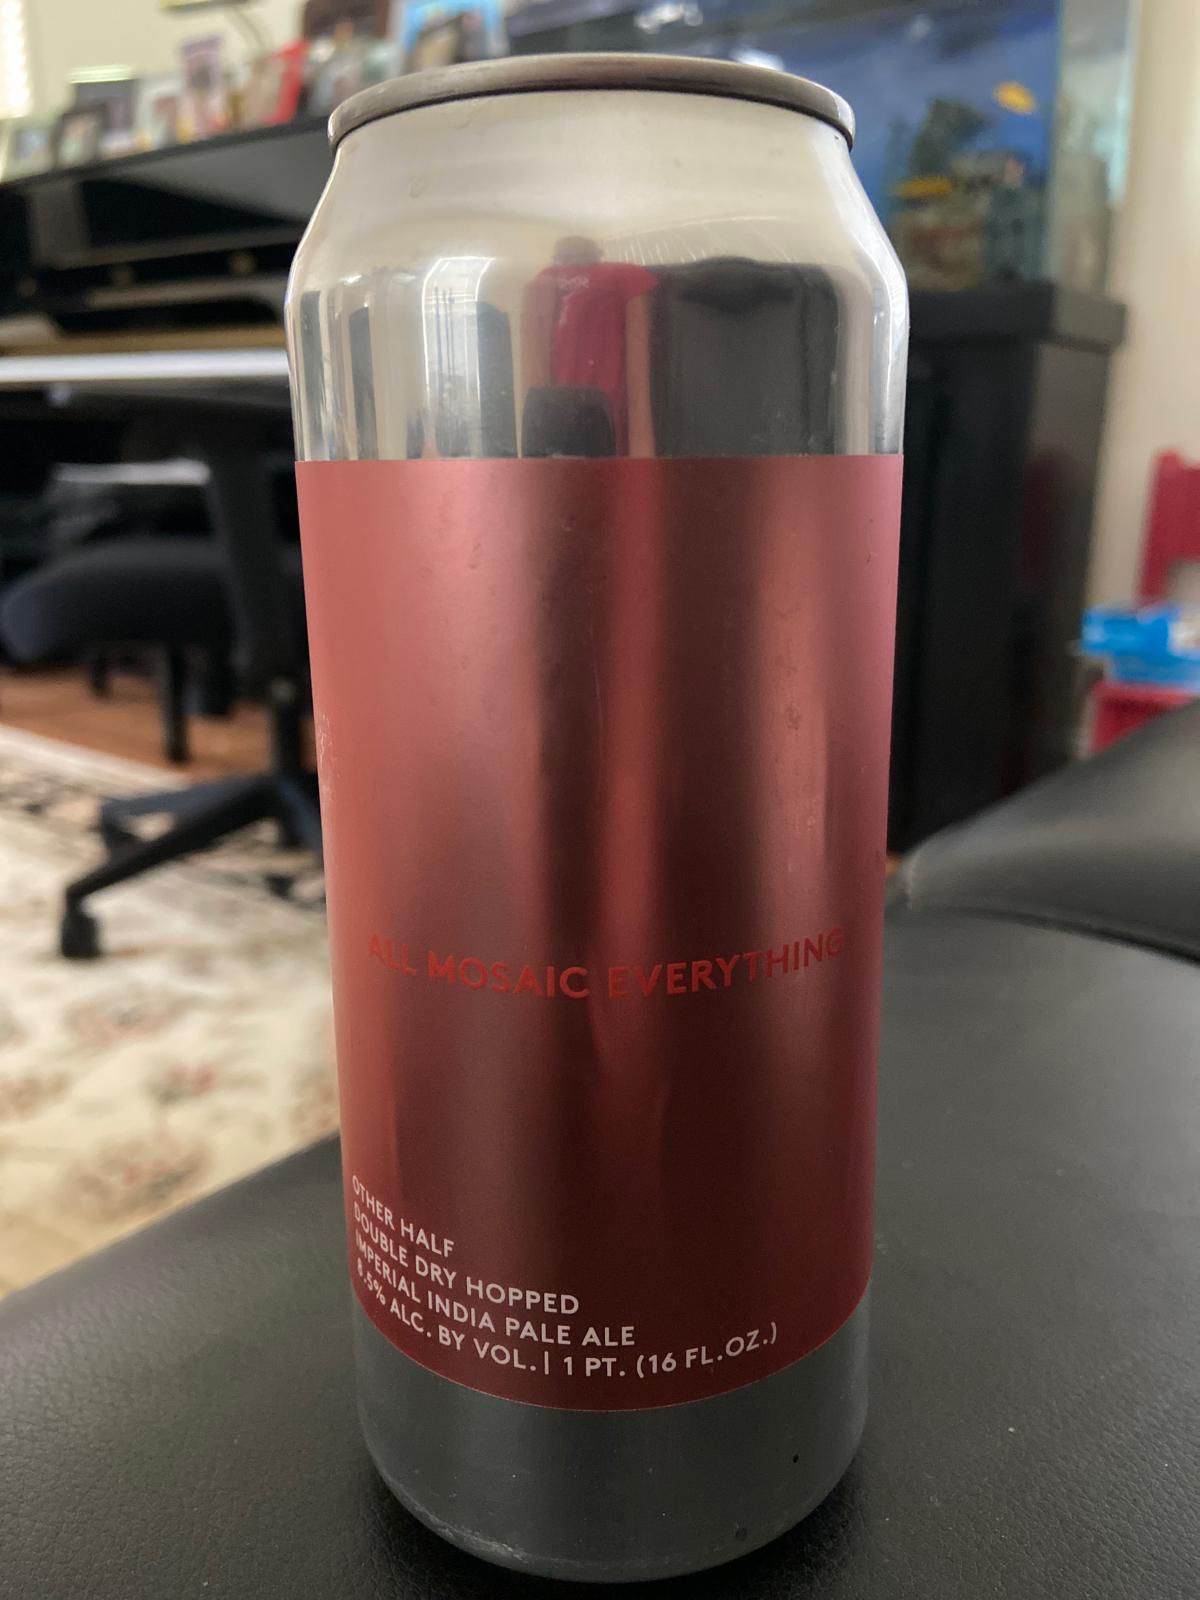 ALL MOSAIC EVERYTHING
OTHER HALF
DOUBLE DRY HOPPED
IMPERIAL INDIA PALE ALE
8.5% ALC. BY VOL. | 1 PT. (16 FL.OZ.)